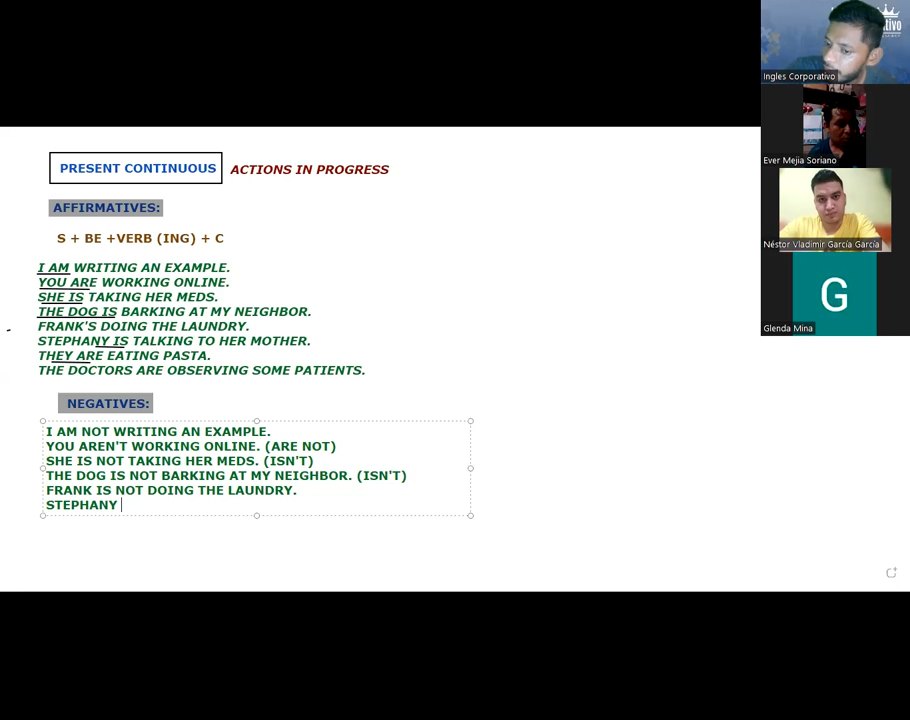 PRESENT CONTINUOUS ACTIONS IN PROGRESS
AFFIRMATIVES:
S + BE +VERB (ING) + C
I AM WRITING AN EXAMPLE.
YOU ARE WORKING ONLINE.
SHE IS TAKING HER MEDS.
THE DOG IS BARKING AT MY NEIGHBOR.
FRANK'S DOING THE LAUNDRY.
STEPHANY IS TALKING TO HER MOTHER.
THEY ARE EATING PASTA.
THE DOCTORS ARE OBSERVING SOME PATIENTS.
NEGATIVES:
I AM NOT WRITING AN EXAMPLE.
YOU AREN'T WORKING ONLINE. (ARE NOT)
SHE IS NOT TAKING HER MEDS. (ISN'T)
THE DOG IS NOT BARKING AT MY NEIGHBOR. (ISN'T)
FRANK IS NOT DOING THE LAUNDRY.
STEPHANY
Ingles Corporativo
Ever Mejia Soriano
Néstor Vladimir García García
G
Glenda Mina